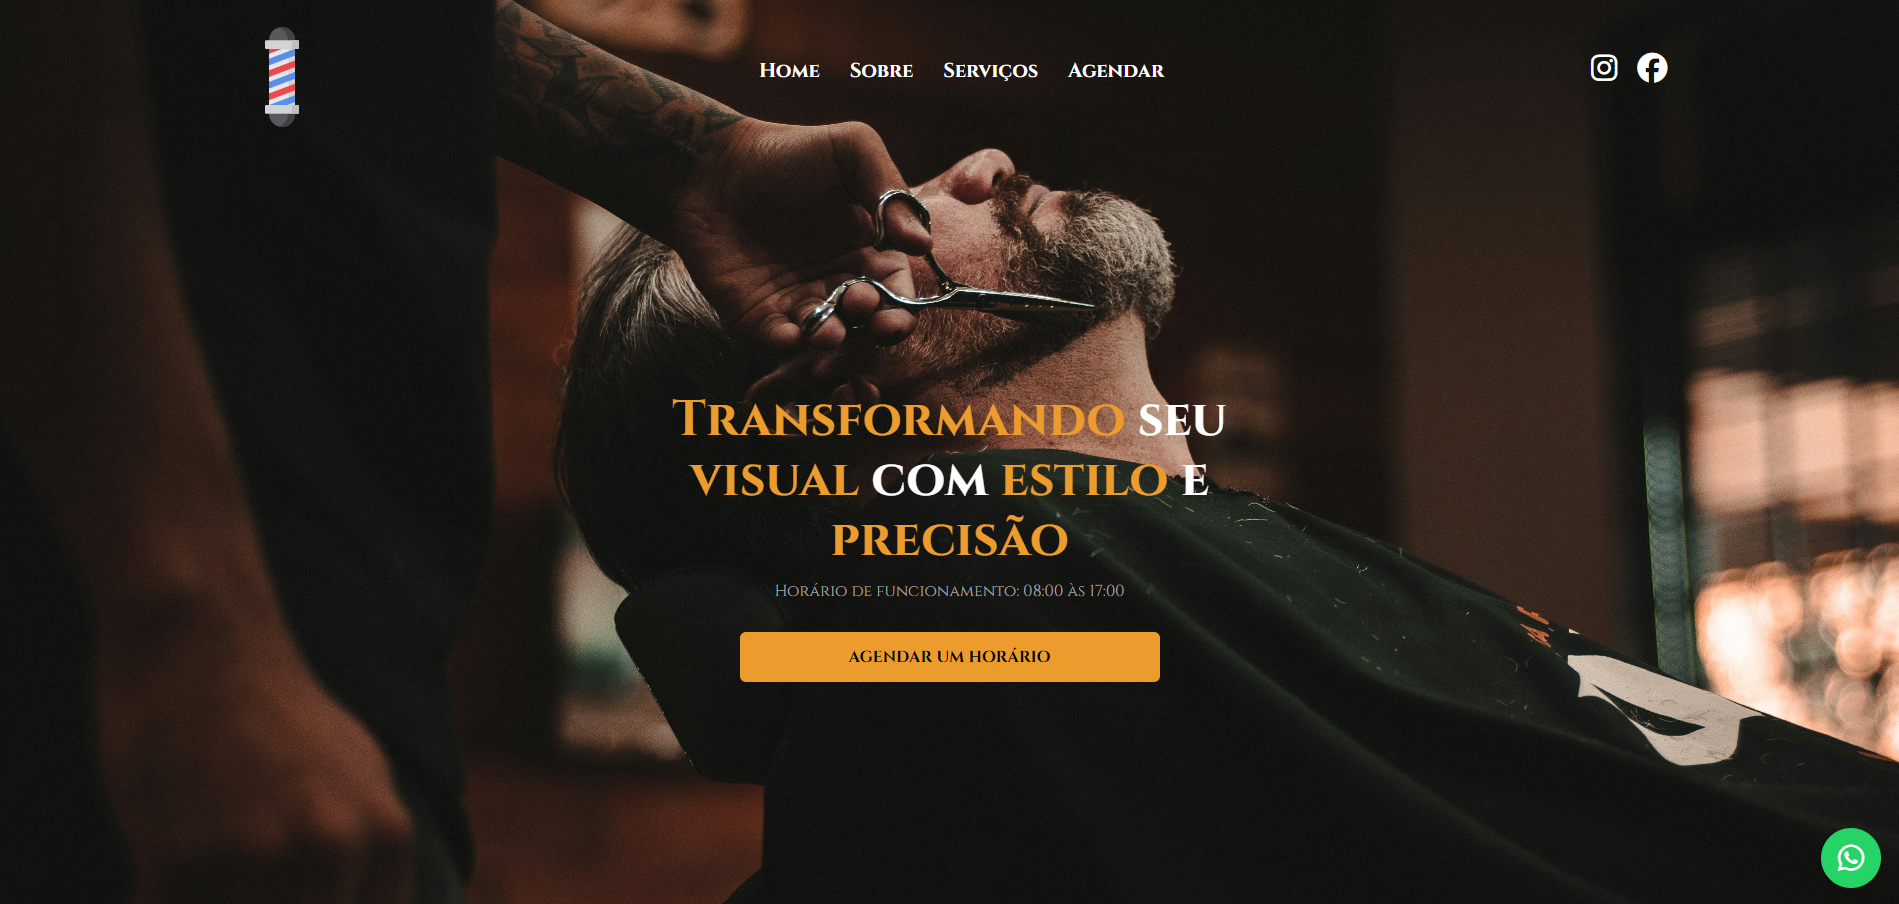 Home Sobre Serviços Agendar
Transformando seu
visual com estilo e
precisão
Horário de funcionamento: 08:00 às 17:00
AGENDAR UM HORÁRIO